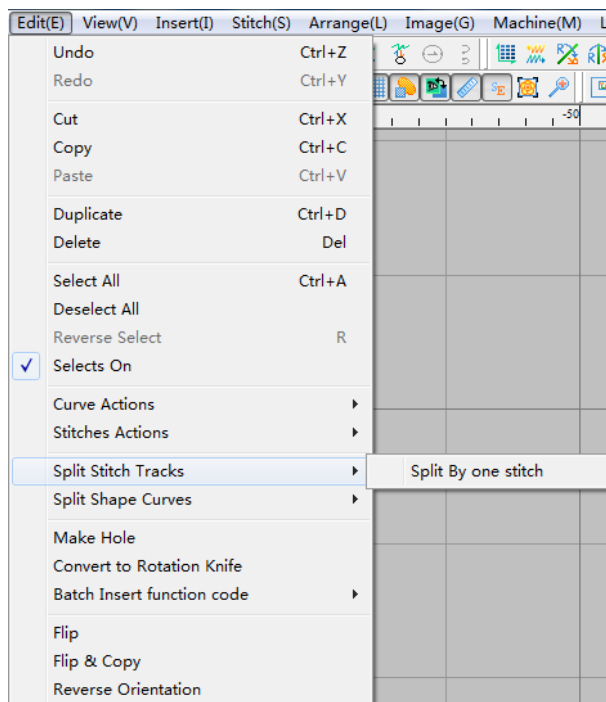 Edit(E) View(V) Insert(I) Stitch(S) Arrange(L) Image(G) Machine(M) L
Undo Ctrl+Z
Redo Ctrl+Y
Cut Ctrl+X
-50
Copy Ctrl+C
Paste Ctrl+V
Duplicate Ctrl+D
Delete Del
Select All Ctrl+A
Deselect All
Reverse Select R
Selects On
Curve Actions
Stitches Actions
Split Stitch Tracks Split By one stitch
Split Shape Curves
Make Hole
Convert to Rotation Knife
Batch Insert function code
Flip
Flip & Copy
Reverse Orientation